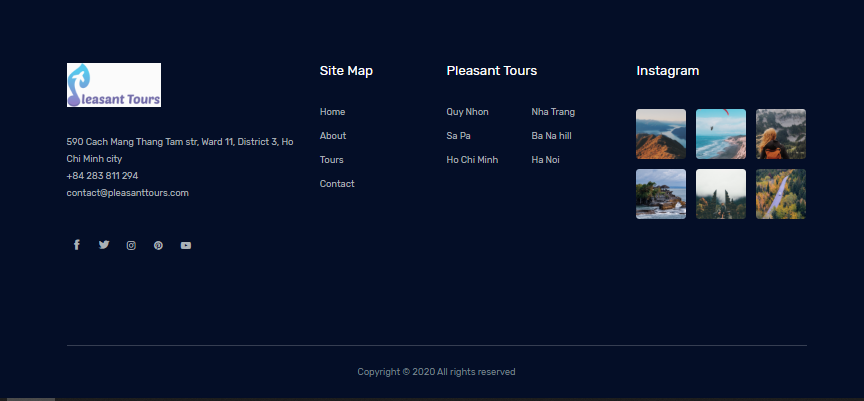 Pleasant Tours
590 Cach Mang Thang Tam str, Ward 11, District 3, Ho
Chi Minh city
+84 283 811 294
contact@pleasanttours.com
Site Map
Home
About
Tours
Contact
Pleasant Tours
Quy Nhon
Sa Pa
Ho Chi Minh
Nha Trang
Ba Na hill
Ha Noi
Instagram
Copyright © 2020 All rights reserved